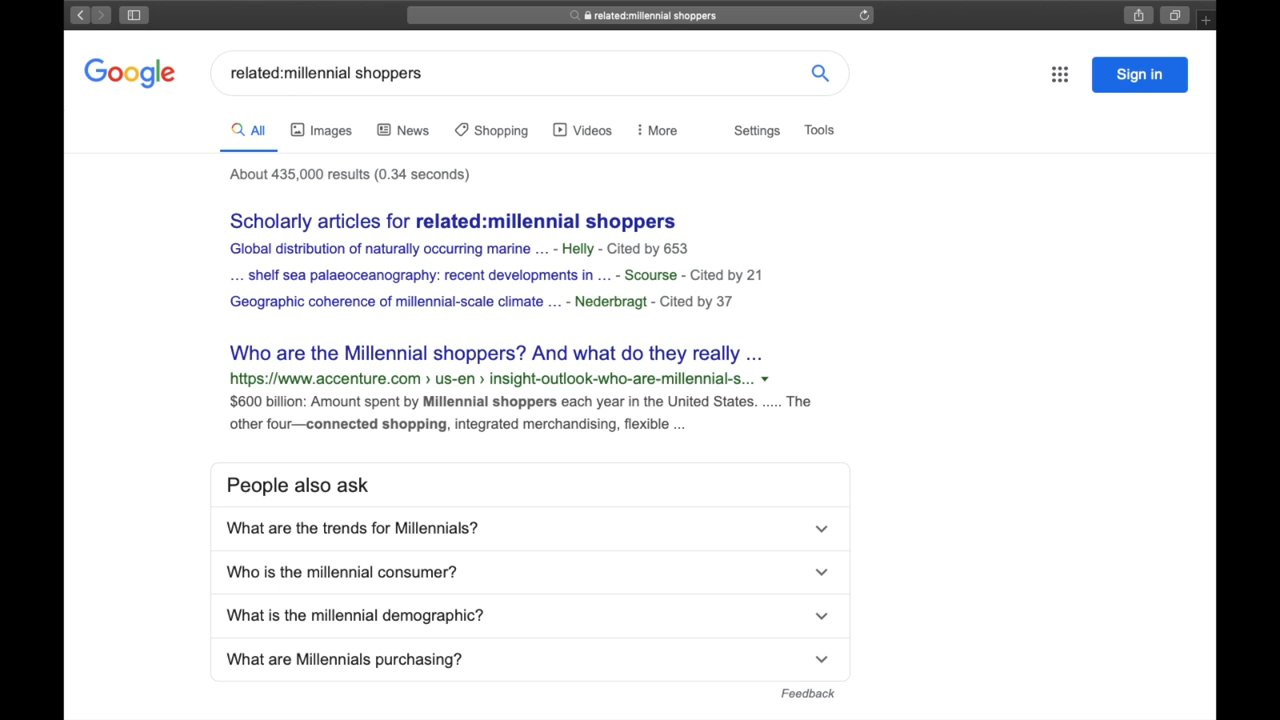 related:millennial shoppers
Google
related:millennial shoppers
Sign in
All Images News Shopping Videos More Settings Tools
About 435,000 results (0.34 seconds)
Scholarly articles for related:millennial shoppers
Global distribution of naturally occurring marine ... - Helly - Cited by 653
... shelf sea palaeoceanography: recent developments in ... - Scourse - Cited by 21
Geographic coherence of millennial-scale climate ... - Nederbragt - Cited by 37
Who are the Millennial shoppers? And what do they really ...
https://www.accenture.com › us-en › insight-outlook-who-are-millennial-s...
$600 billion: Amount spent by Millennial shoppers each year in the United States. ..... The
other four—connected shopping, integrated merchandising, flexible ...
People also ask
What are the trends for Millennials?
Who is the millennial consumer?
What is the millennial demographic?
What are Millennials purchasing?
Feedback